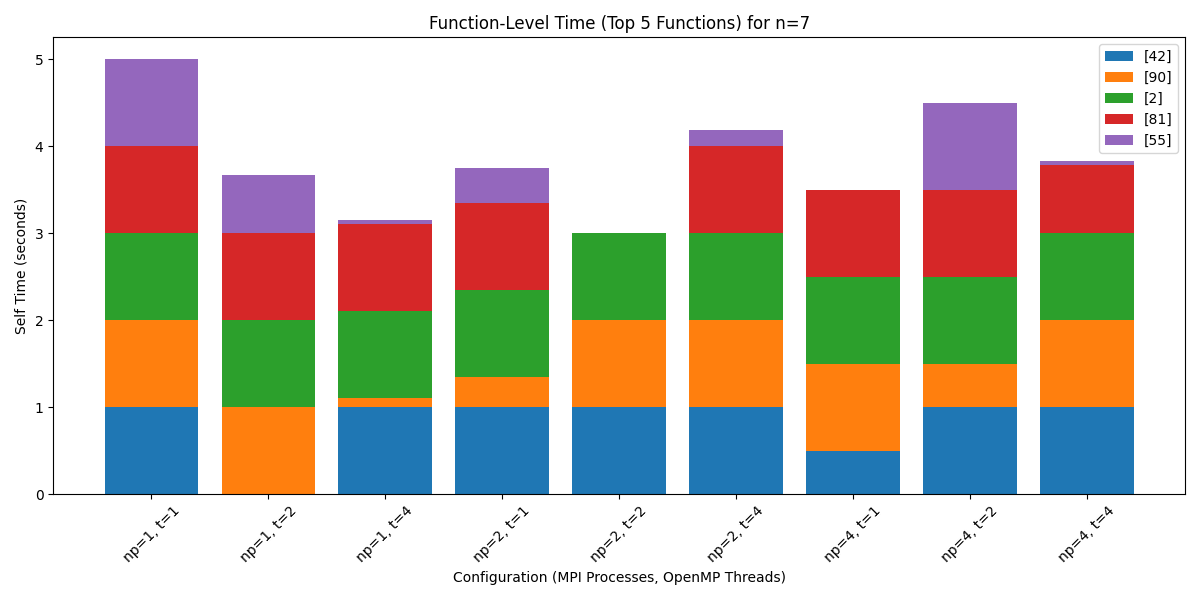 Function-Level Time (Top 5 Functions) for n=7
[42]
[90]
[2]
[81]
[55]
Self Time (seconds)
5
4
3
2
1
0
np=1, t=1
np=1, t=2
np=1, t=4
np=2, t=1
np=2, t=2
np=2, t=4
np=4, t=1
np=4, t=2
np=4, t=4
Configuration (MPI Processes, OpenMP Threads)